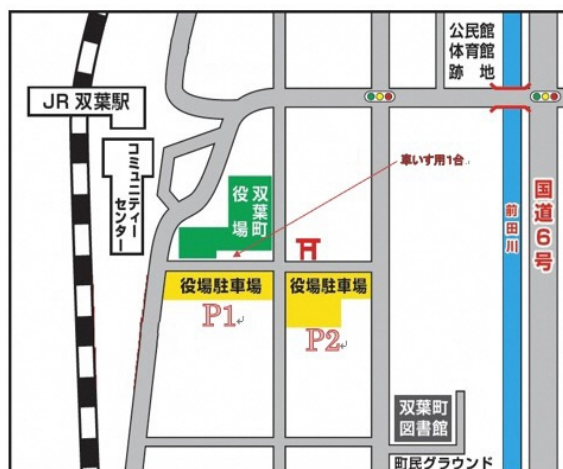 公民館
体育館
跡地
JR 双葉駅
コミュニティー
センター
双葉町
役場
車いす用1台
前田川
国道6号
役場駐車場
P1
役場駐車場
P2
双葉町
図書館
町民グラウンド